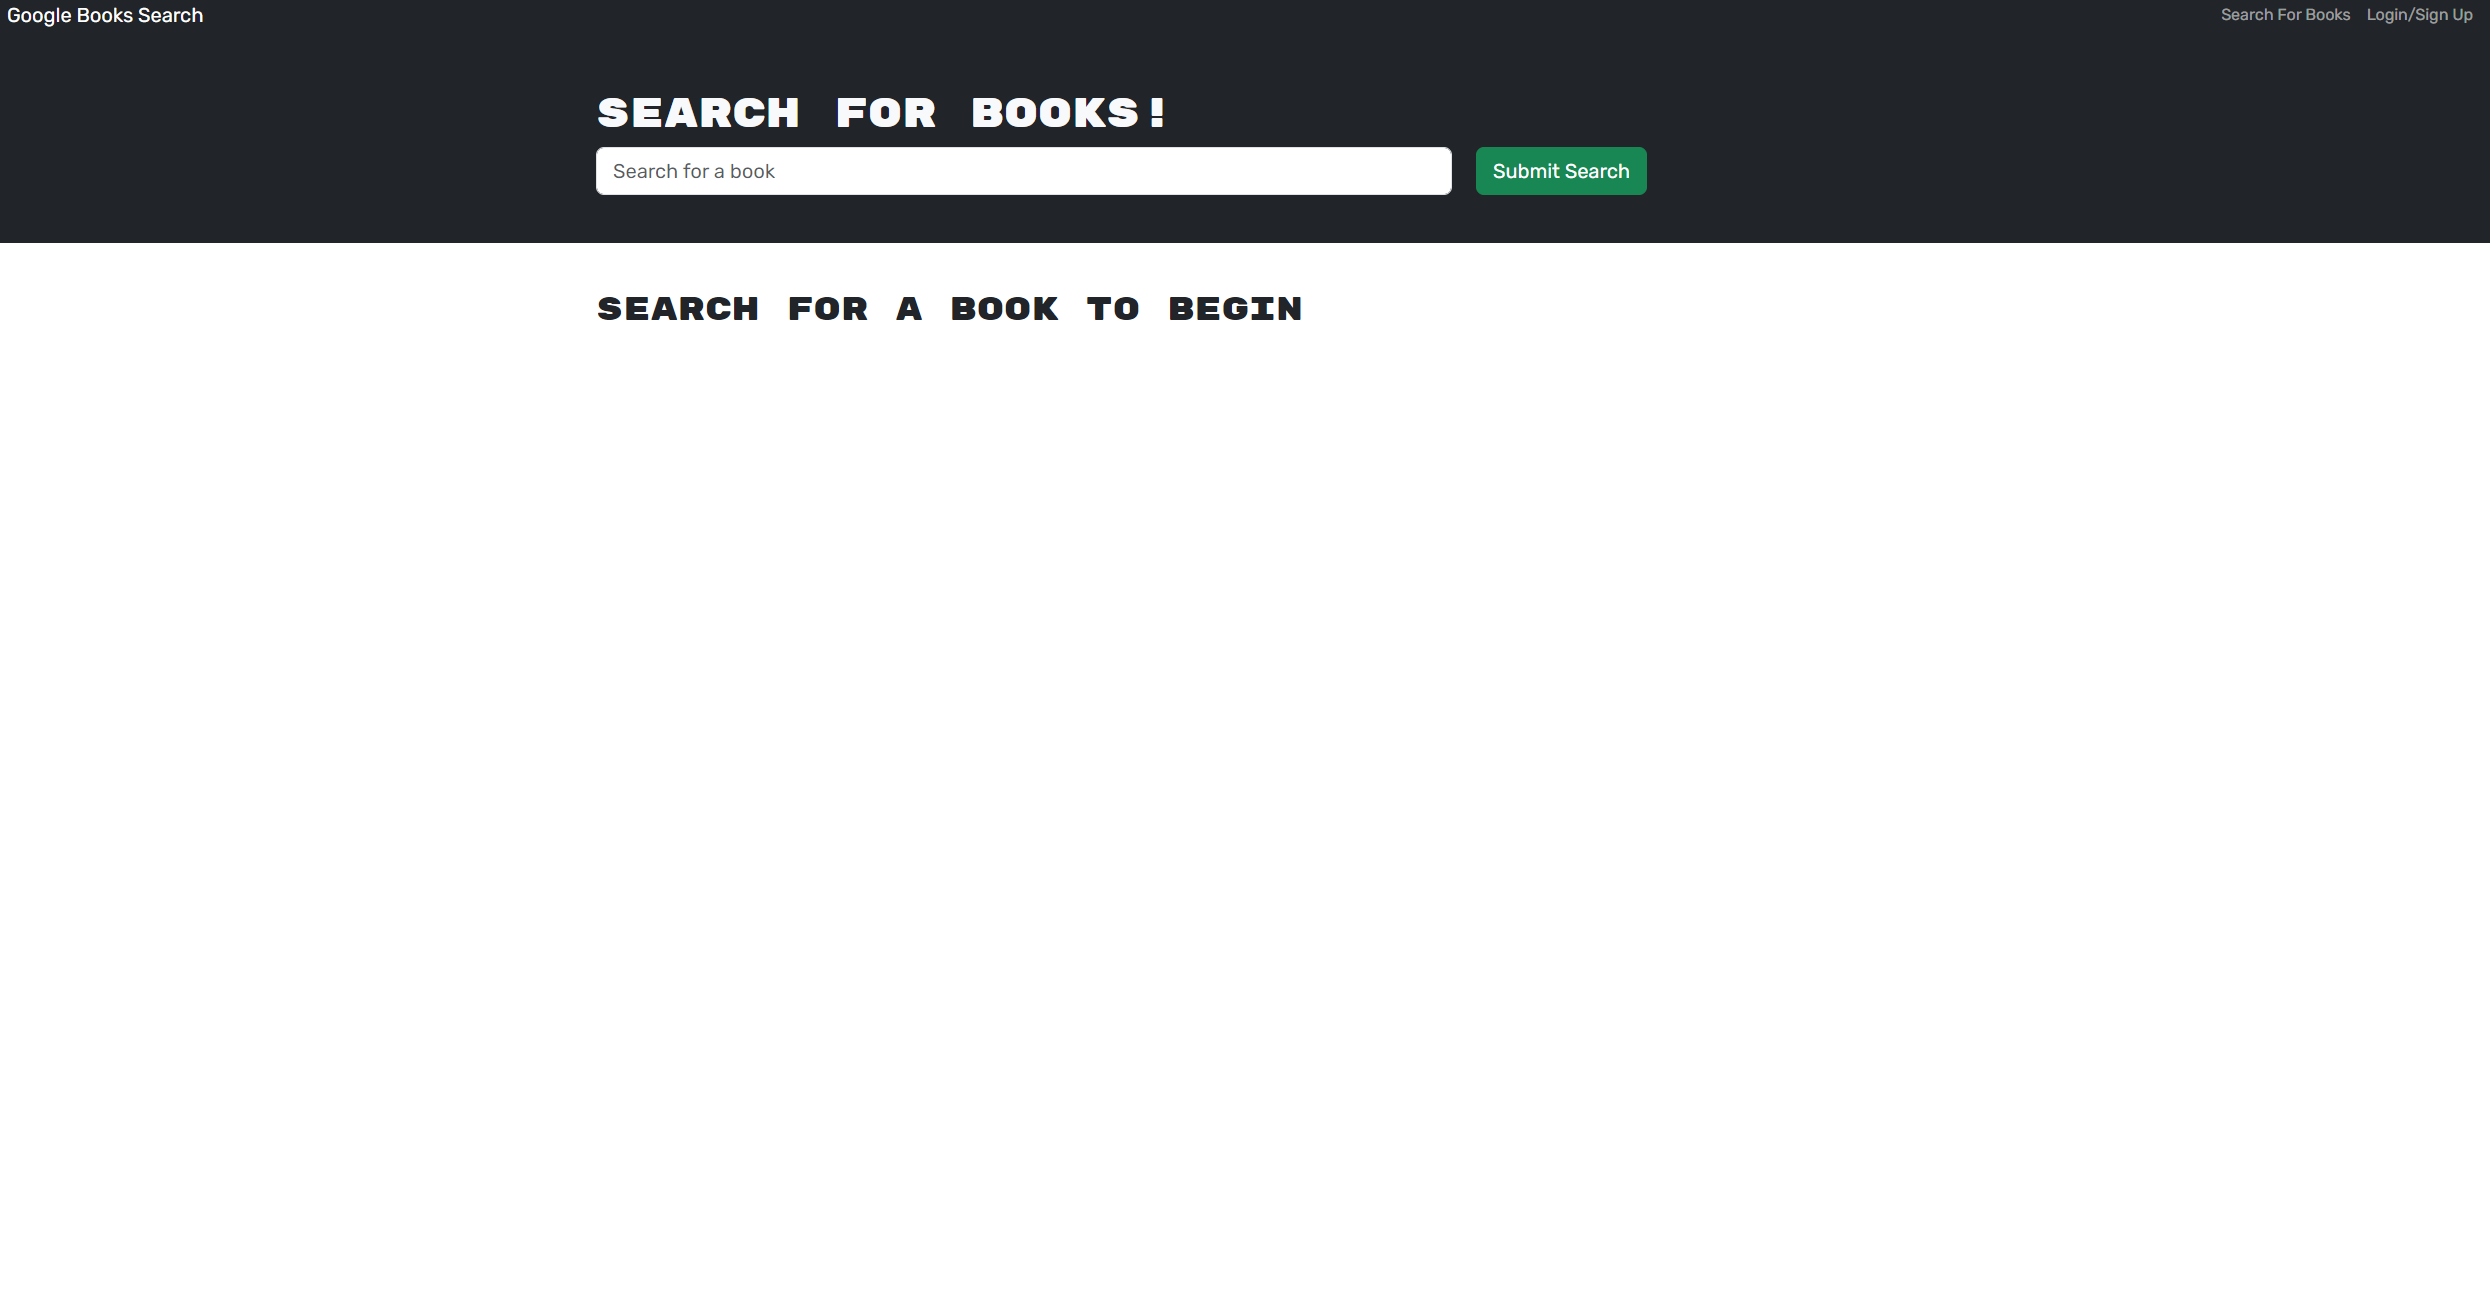 Google Books Search
Search For Books
Login/Sign Up
SEARCH FOR BOOKS!
Search for a book
Submit Search
SEARCH FOR A BOOK TO BEGIN